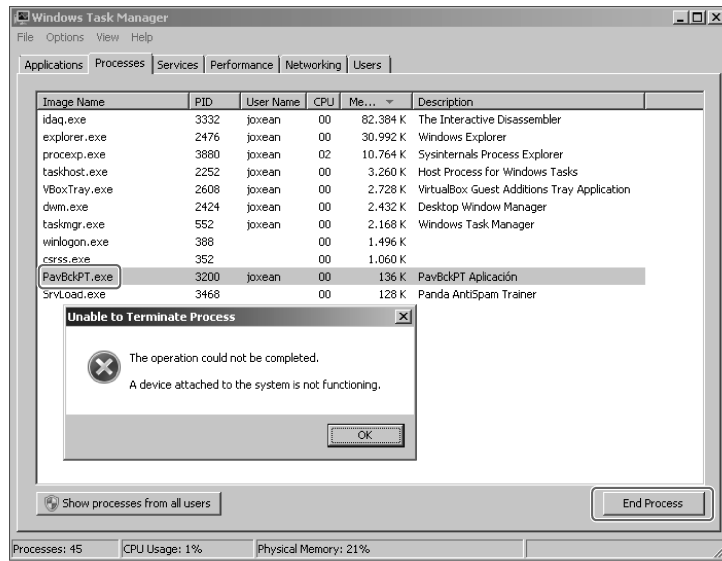 Windows Task Manager
File Options View Help
Applications Processes Services Performance Networking Users
Image Name PID User Name CPU Me... Description
idaq.exe 3332 joxean 00 82.384 K The Interactive Disassembler
explorer.exe 2476 joxean 00 30.992 K Windows Explorer
procexp.exe 3880 joxean 02 10.764 K Sysinternals Process Explorer
taskhost.exe 2252 joxean 00 3.260 K Host Process for Windows Tasks
VBoxTray.exe 2608 joxean 00 2.728 K VirtualBox Guest Additions Tray Application
dwm.exe 2424 joxean 00 2.432 K Desktop Window Manager
taskmgr.exe 552 joxean 00 2.168 K Windows Task Manager
winlogon.exe 388 00 1.496 K
csrss.exe 352 00 1.060 K
PavBckPT.exe 3200 joxean 00 136 K PavBckPT Aplicación
SrvLoad.exe 3468 00 128 K Panda AntiSpam Trainer
Unable to Terminate Process
The operation could not be completed.
A device attached to the system is not functioning.
OK
Show processes from all users
End Process
Processes: 45 CPU Usage: 1% Physical Memory: 21%